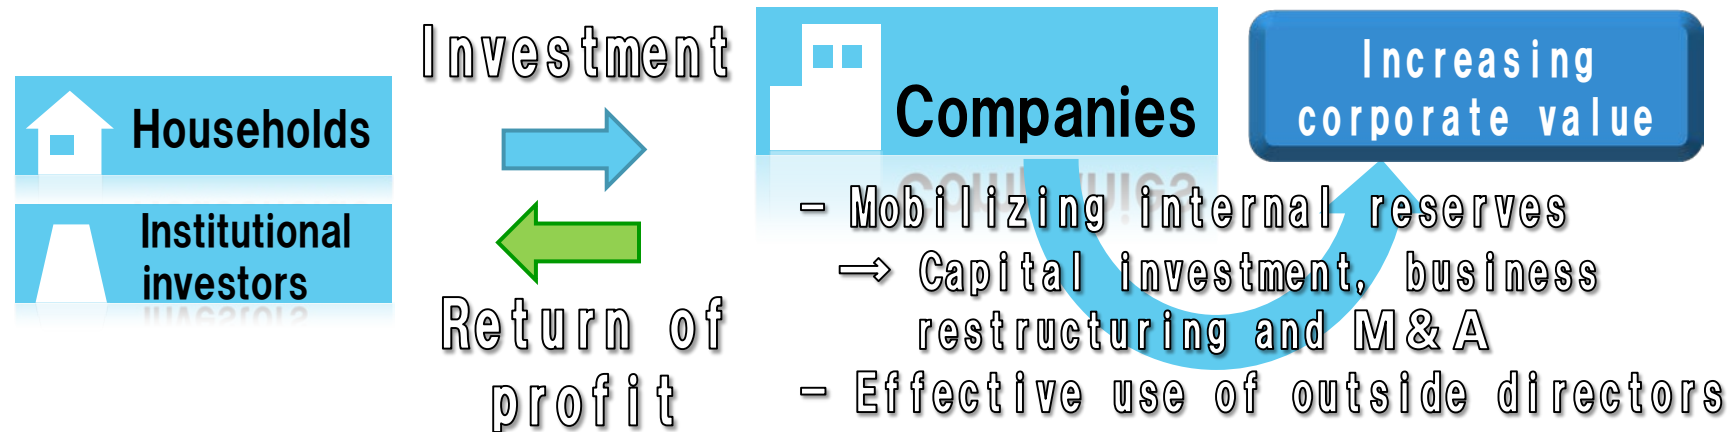 Households
Institutional
investors
Investment
Return of
profit
Companies
Increasing
corporate value
- Mobilizing internal reserves
⇒ Capital investment, business
restructuring and M&A
- Effective use of outside directors